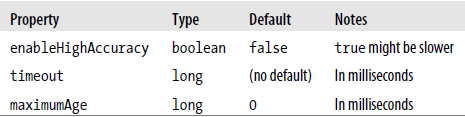 Property Type Default Notes
enableHighAccuracy boolean false true might be slower
timeout long (no default) In milliseconds
maximumAge long 0 In milliseconds